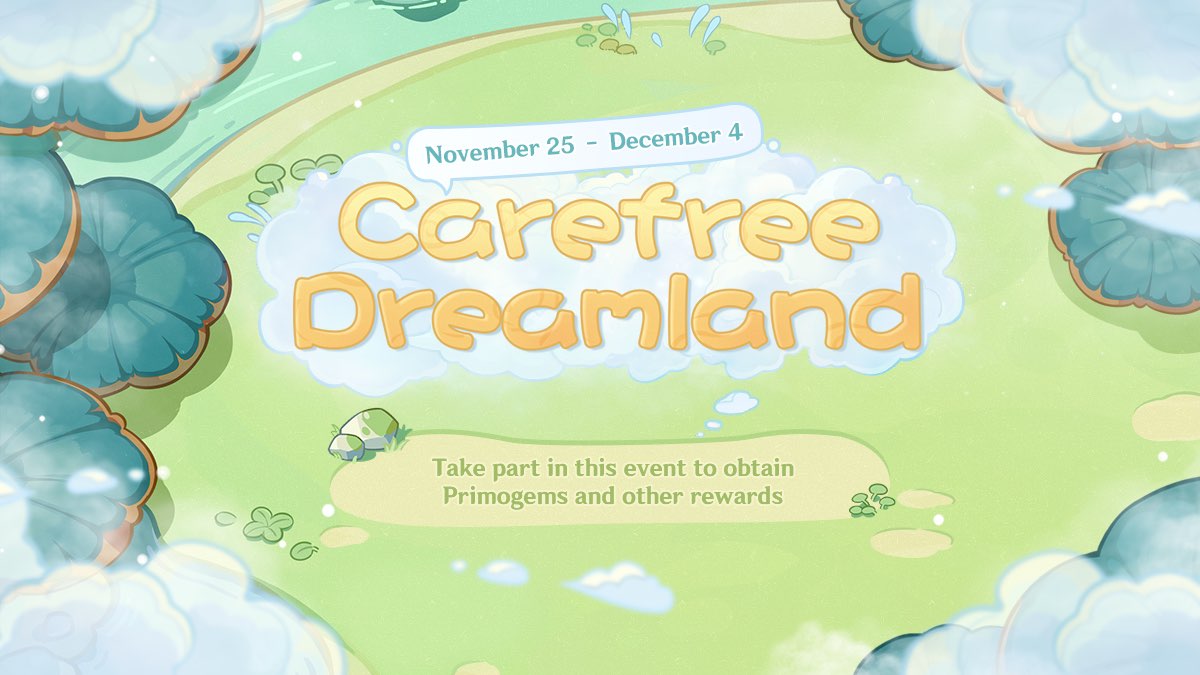 November 25 - December 4
Carefree
Dreamland
Take part in this event to obtain
Primogems and other rewards